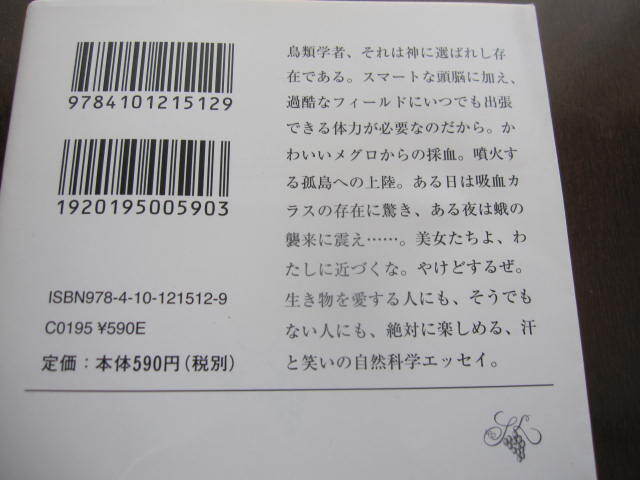 9784101215129
1920195005903
ISBN978-4-10-121512-9
C0195 ¥590E
定価：本体590円（税別）
鳥類学者、それは神に選ばれし存
在である。スマートな頭脳に加え、
過酷なフィールドにいつでも出張
できる体力が必要なのだから。か
わいいメグロからの採血。噴火す
る孤島への上陸。ある日は吸血カ
ラスの存在に驚き、ある夜は蛾の
襲来に震え……。美女たちよ、わ
たしに近づくな。やけどするぜ。
生き物を愛する人にも、そうでも
ない人にも、絶対に楽しめる、汗
と笑いの自然科学エッセイ。